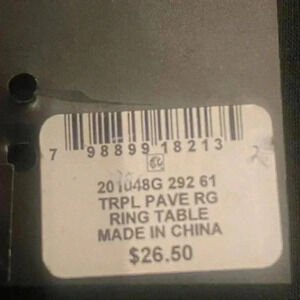 7 98899 18213
201048G 292 61
TRPL PAVE RG
RING TABLE
MADE IN CHINA
$26.50